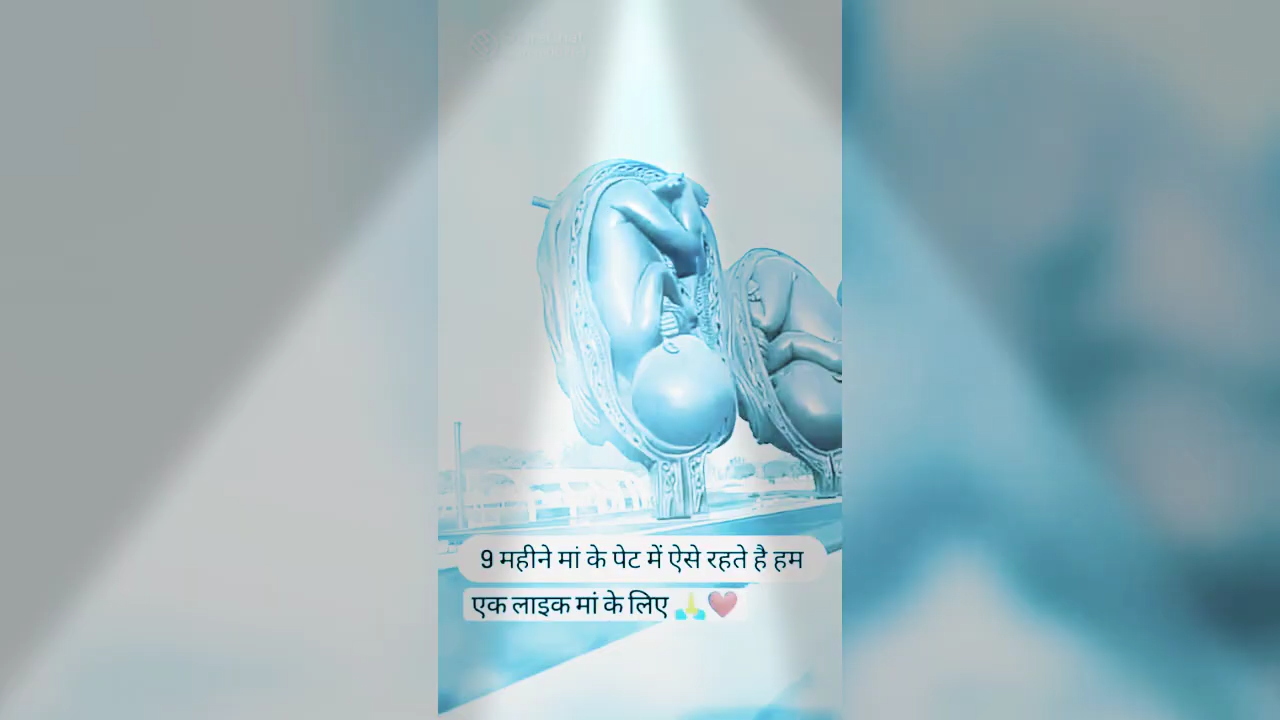 9 महीने मां के पेट में ऐसे रहते है हम
एक लाइक मां के लिए 🙏❤️